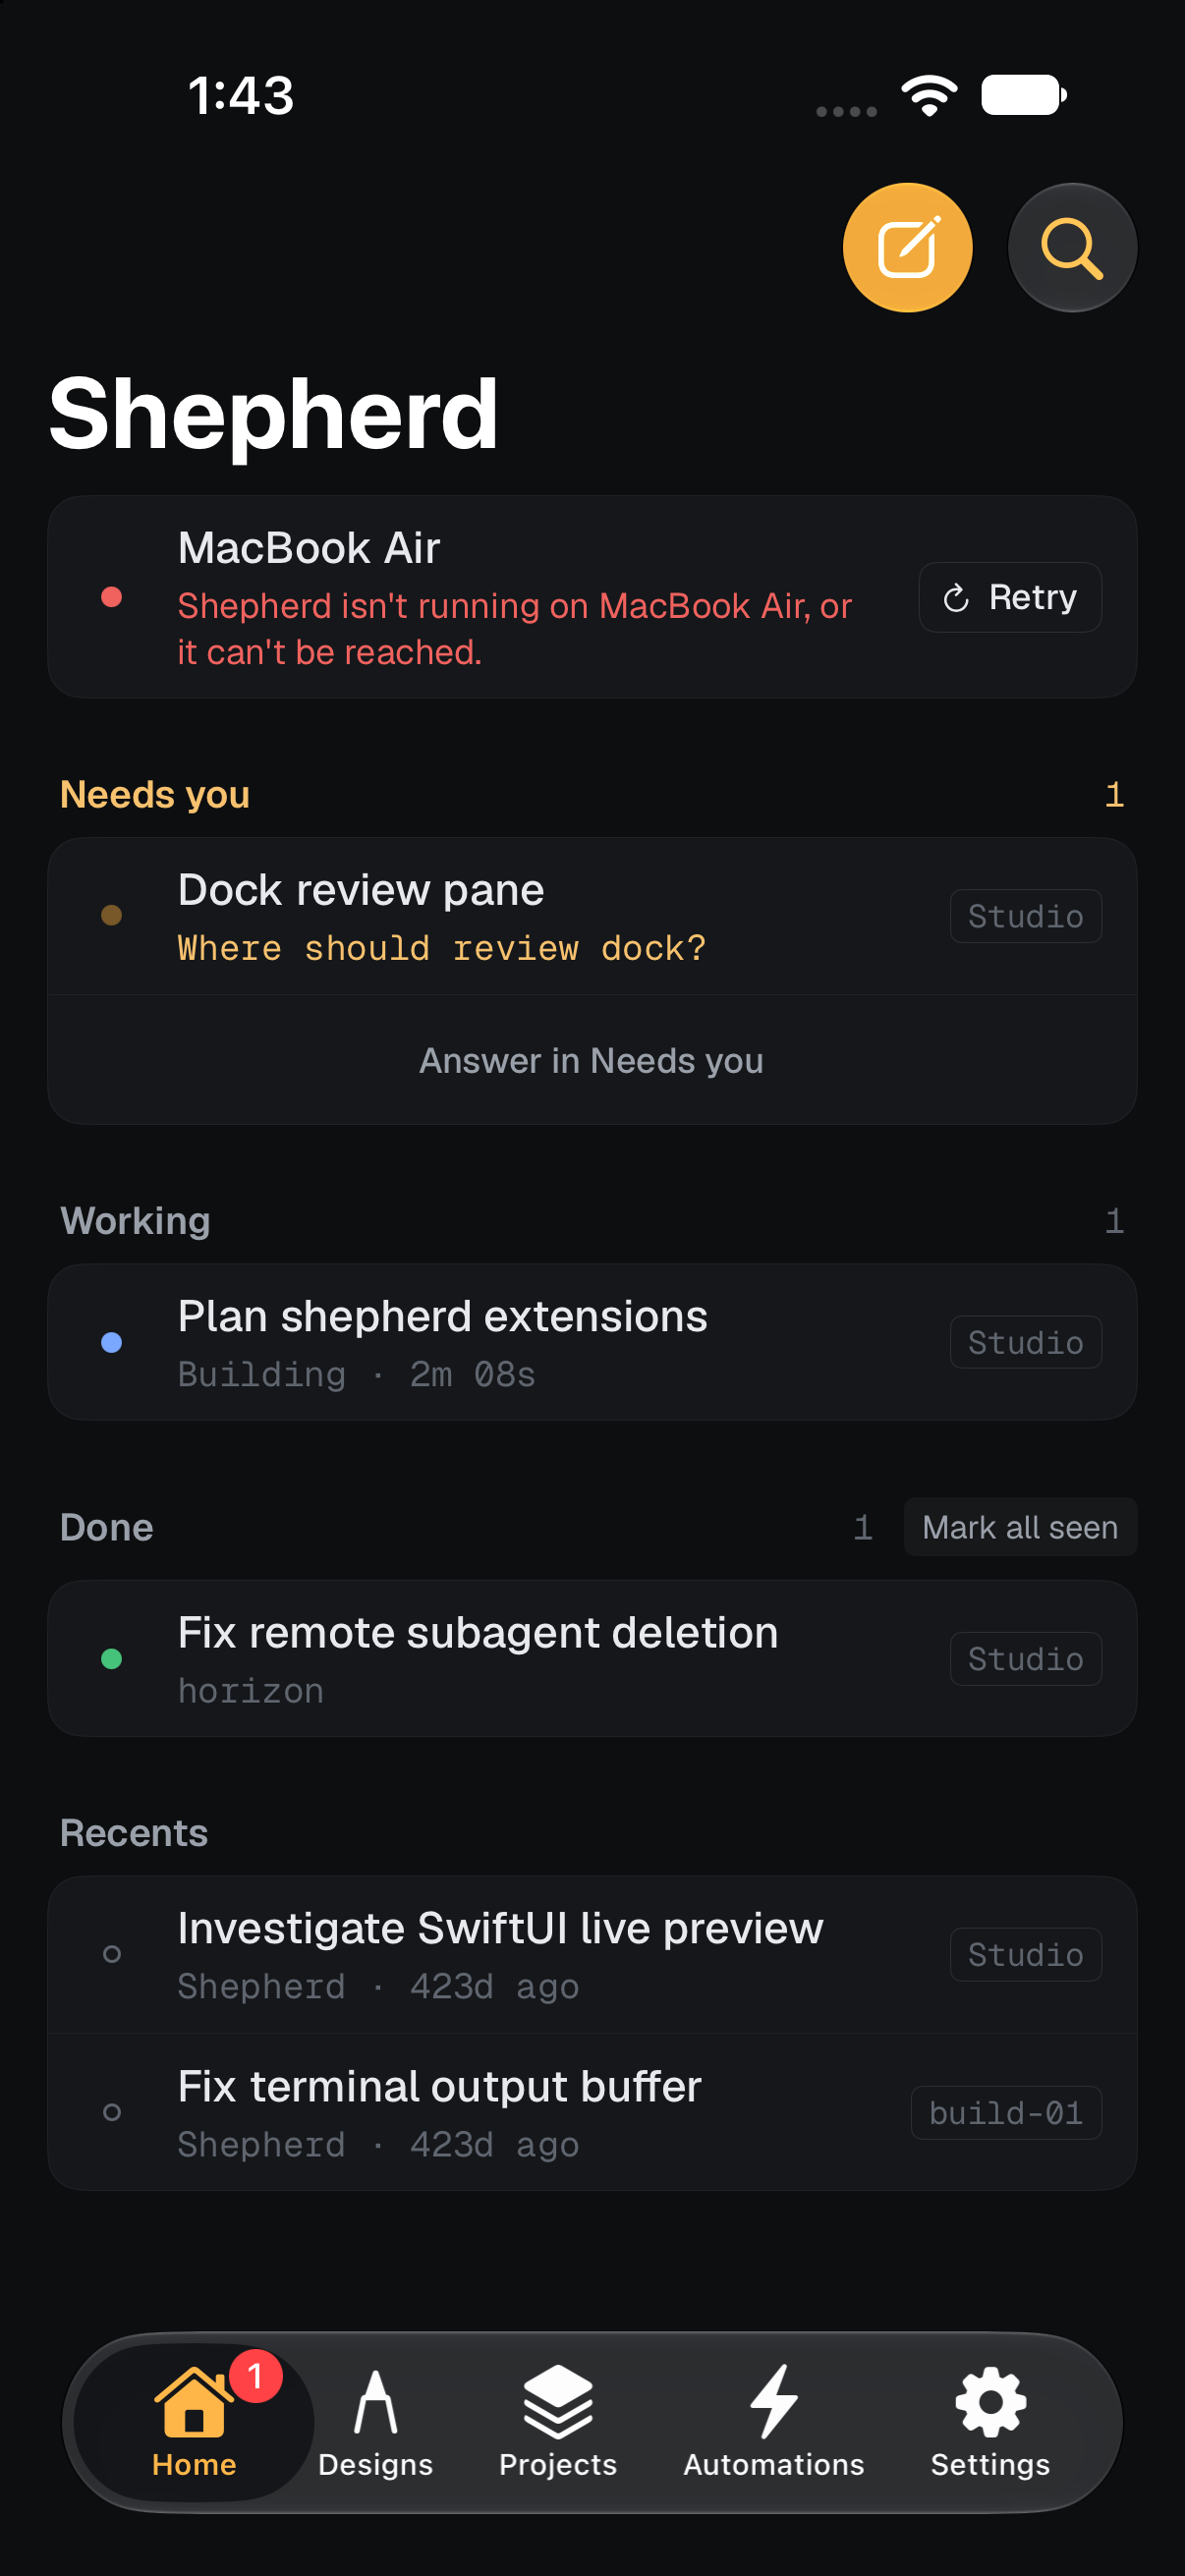 1:43
Shepherd
MacBook Air
Shepherd isn't running on MacBook Air, or
it can't be reached.
Retry
Needs you 1
Dock review pane
Where should review dock?
Studio
Answer in Needs you
Working 1
Plan shepherd extensions
Building · 2m 08s
Studio
Done 1 Mark all seen
Fix remote subagent deletion
horizon
Studio
Recents
Investigate SwiftUI live preview
Shepherd · 423d ago
Studio
Fix terminal output buffer
Shepherd · 423d ago
build-01
1
Home Designs Projects Automations Settings